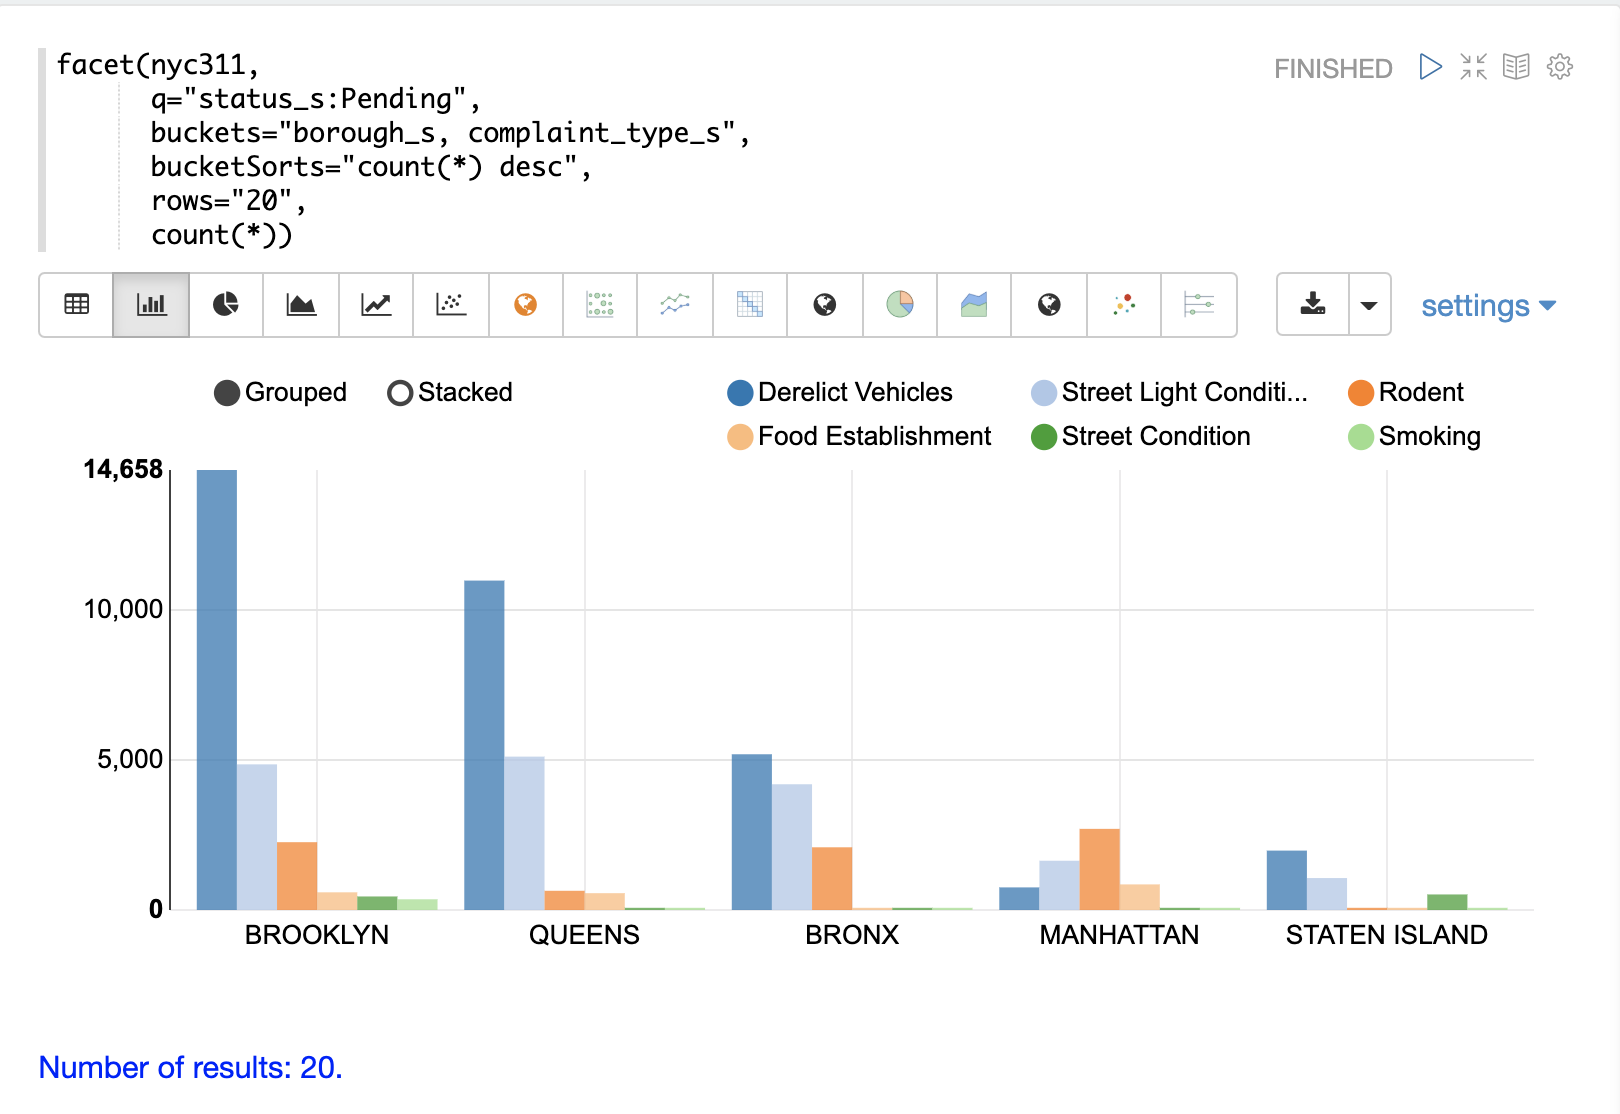 facet(nyc311,
q="status_s:Pending",
buckets="borough_s, complaint_type_s",
bucketSorts="count(*) desc",
rows="20",
count(*))
FINISHED
settings
Grouped Stacked
Derelict Vehicles Street Light Conditi... Rodent
Food Establishment Street Condition Smoking
14,658
10,000
5,000
0
BROOKLYN QUEENS BRONX MANHATTAN STATEN ISLAND
Number of results: 20.